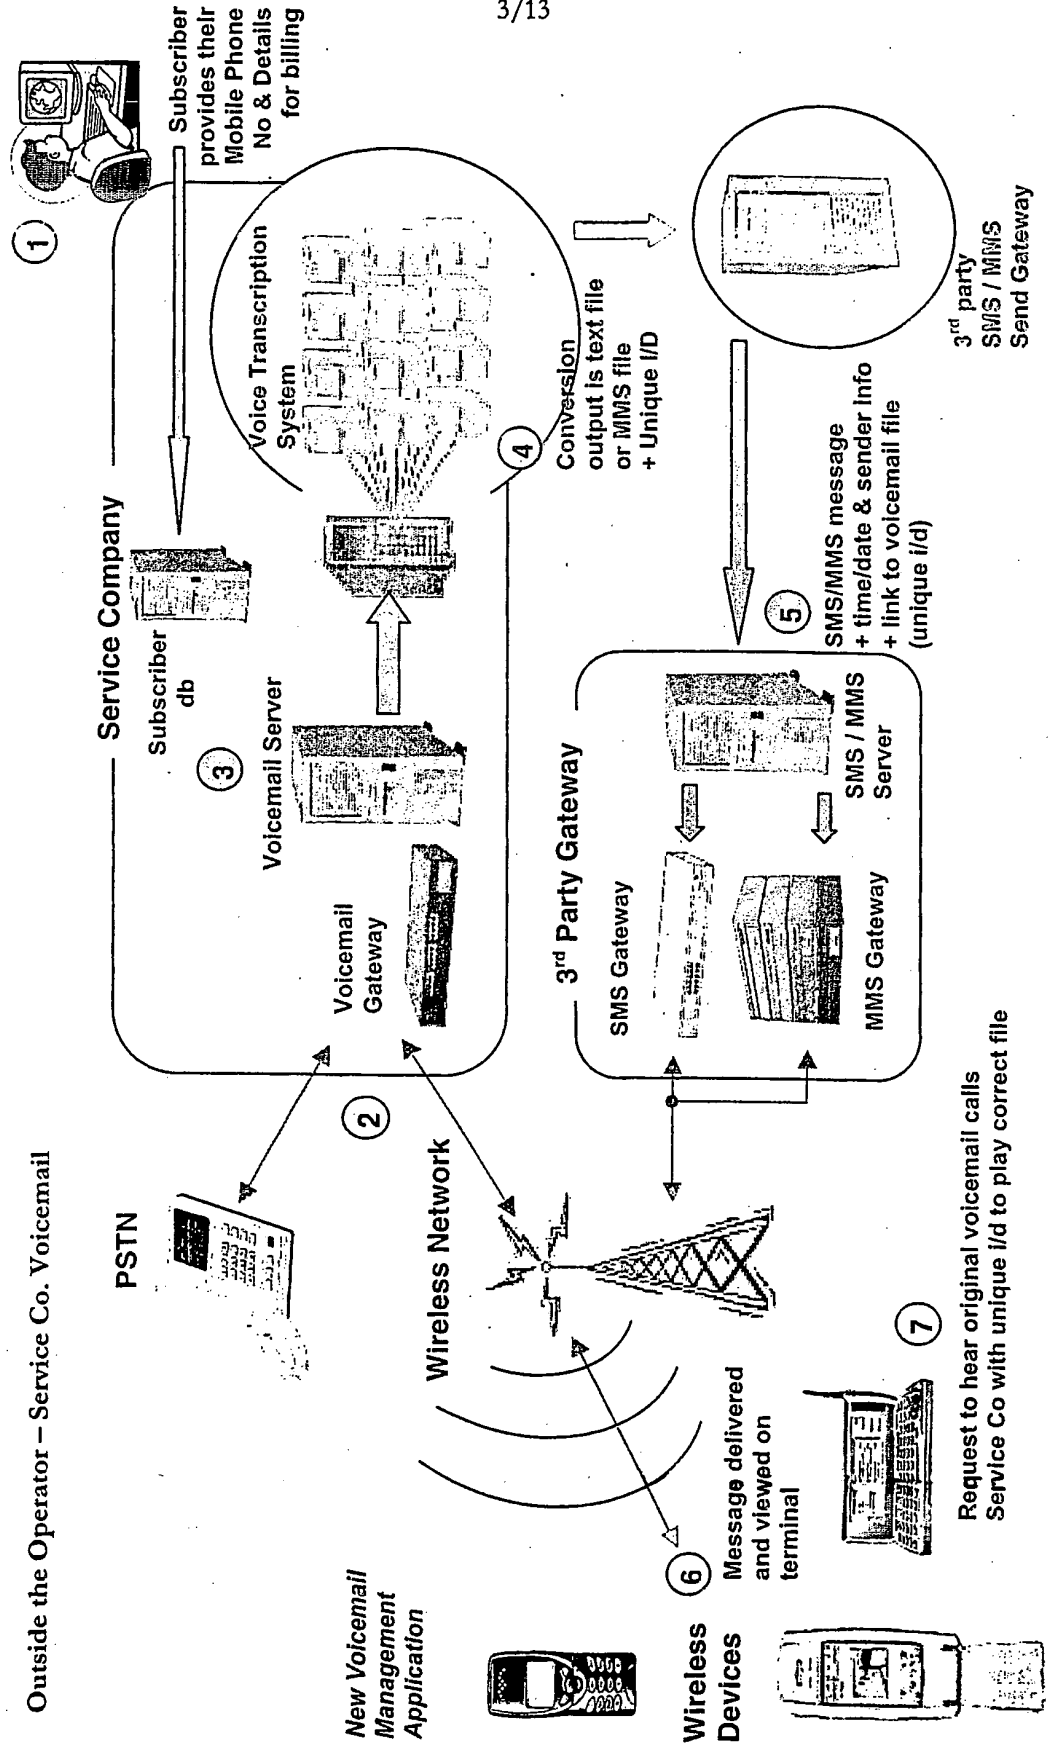 3/13
Outside the Operator – Service Co. Voicemail
1
Subscriber
provides their
Mobile Phone
No & Details
for billing
Service Company
Subscriber
db
3
Voicemail Server
Voicemail
Gateway
Voice Transcription
System
4
Conversion
output is text file
or MMS file
+ Unique I/D
3rd party
SMS / MMS
Send Gateway
5
SMS/MMS message
+ time/date & sender Info
+ link to voicemail file
(unique i/d)
3rd Party Gateway
SMS Gateway
MMS Gateway
SMS / MMS
Server
PSTN
2
Wireless Network
6
Message delivered
and viewed on
terminal
7
Request to hear original voicemail calls
Service Co with unique i/d to play correct file
New Voicemail
Management
Application
Wireless
Devices